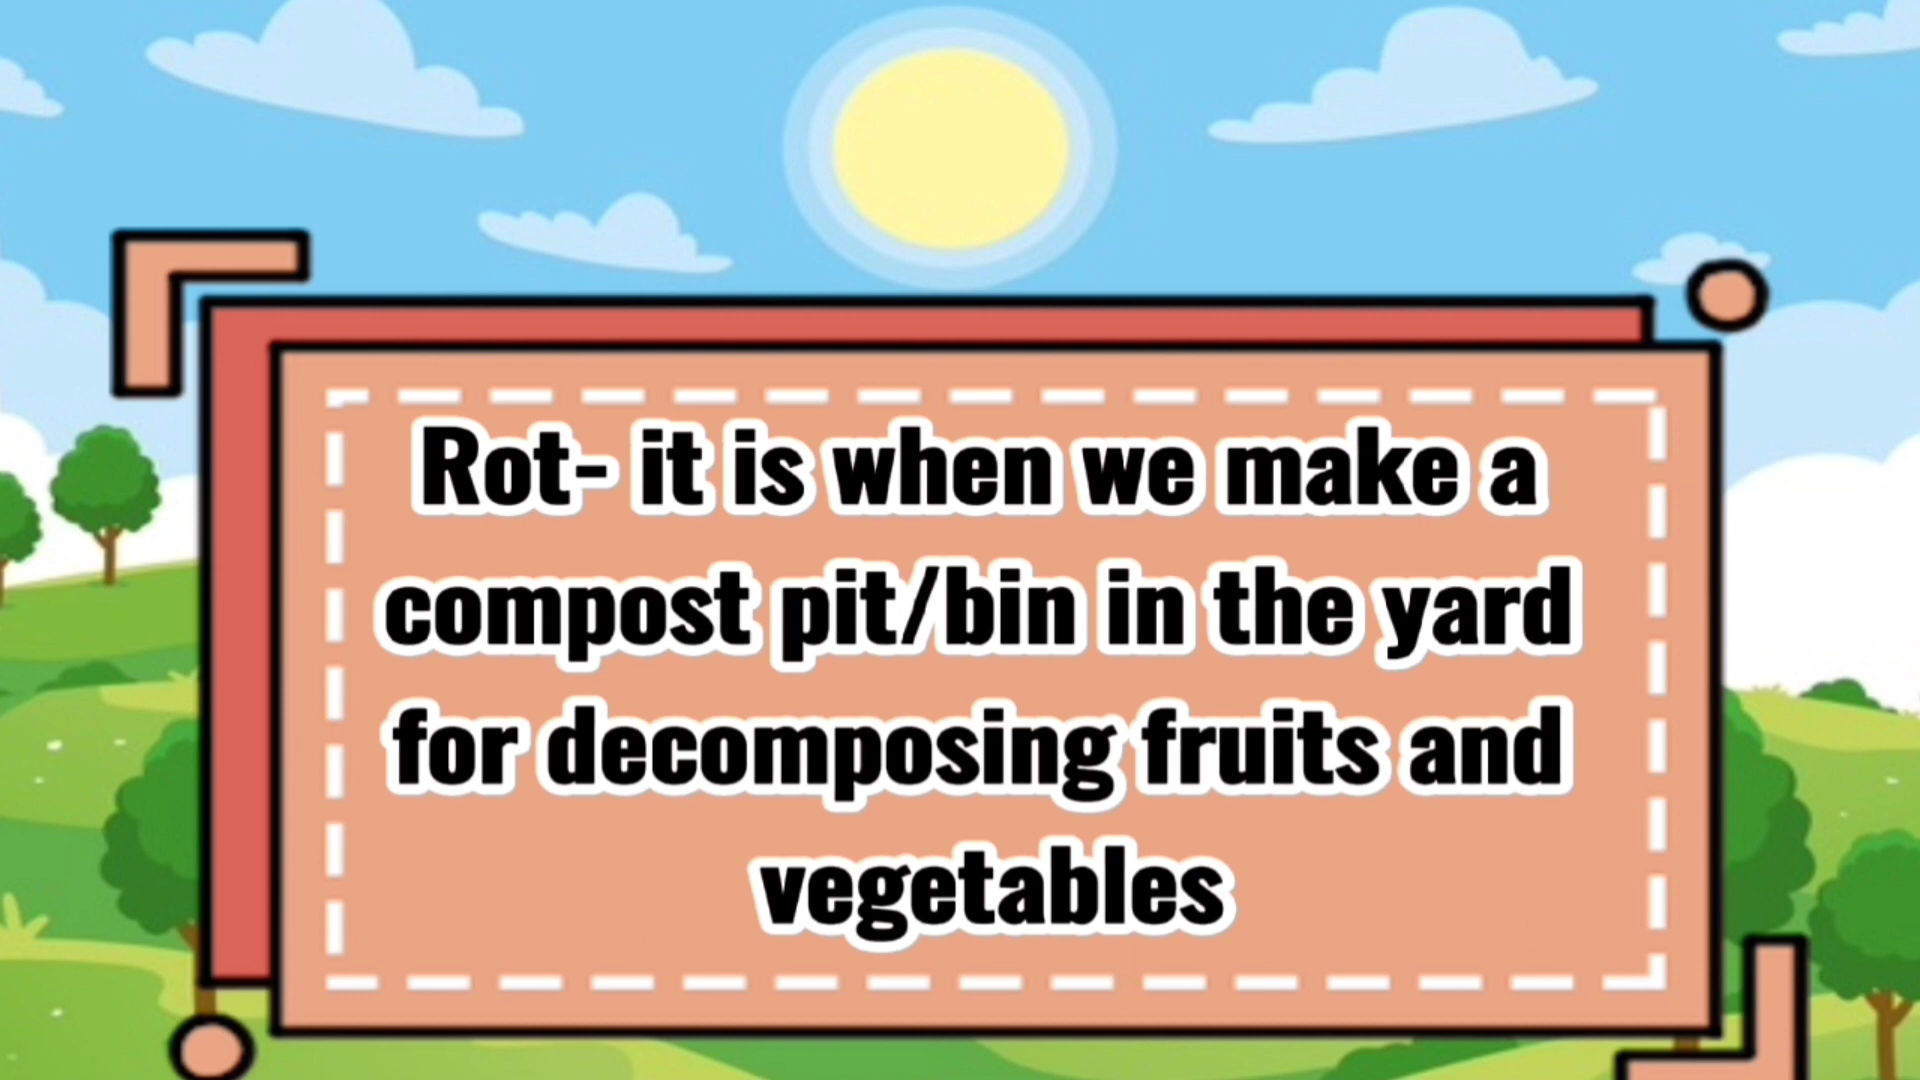 Rot- it is when we make a
compost pit/bin in the yard
for decomposing fruits and
vegetables